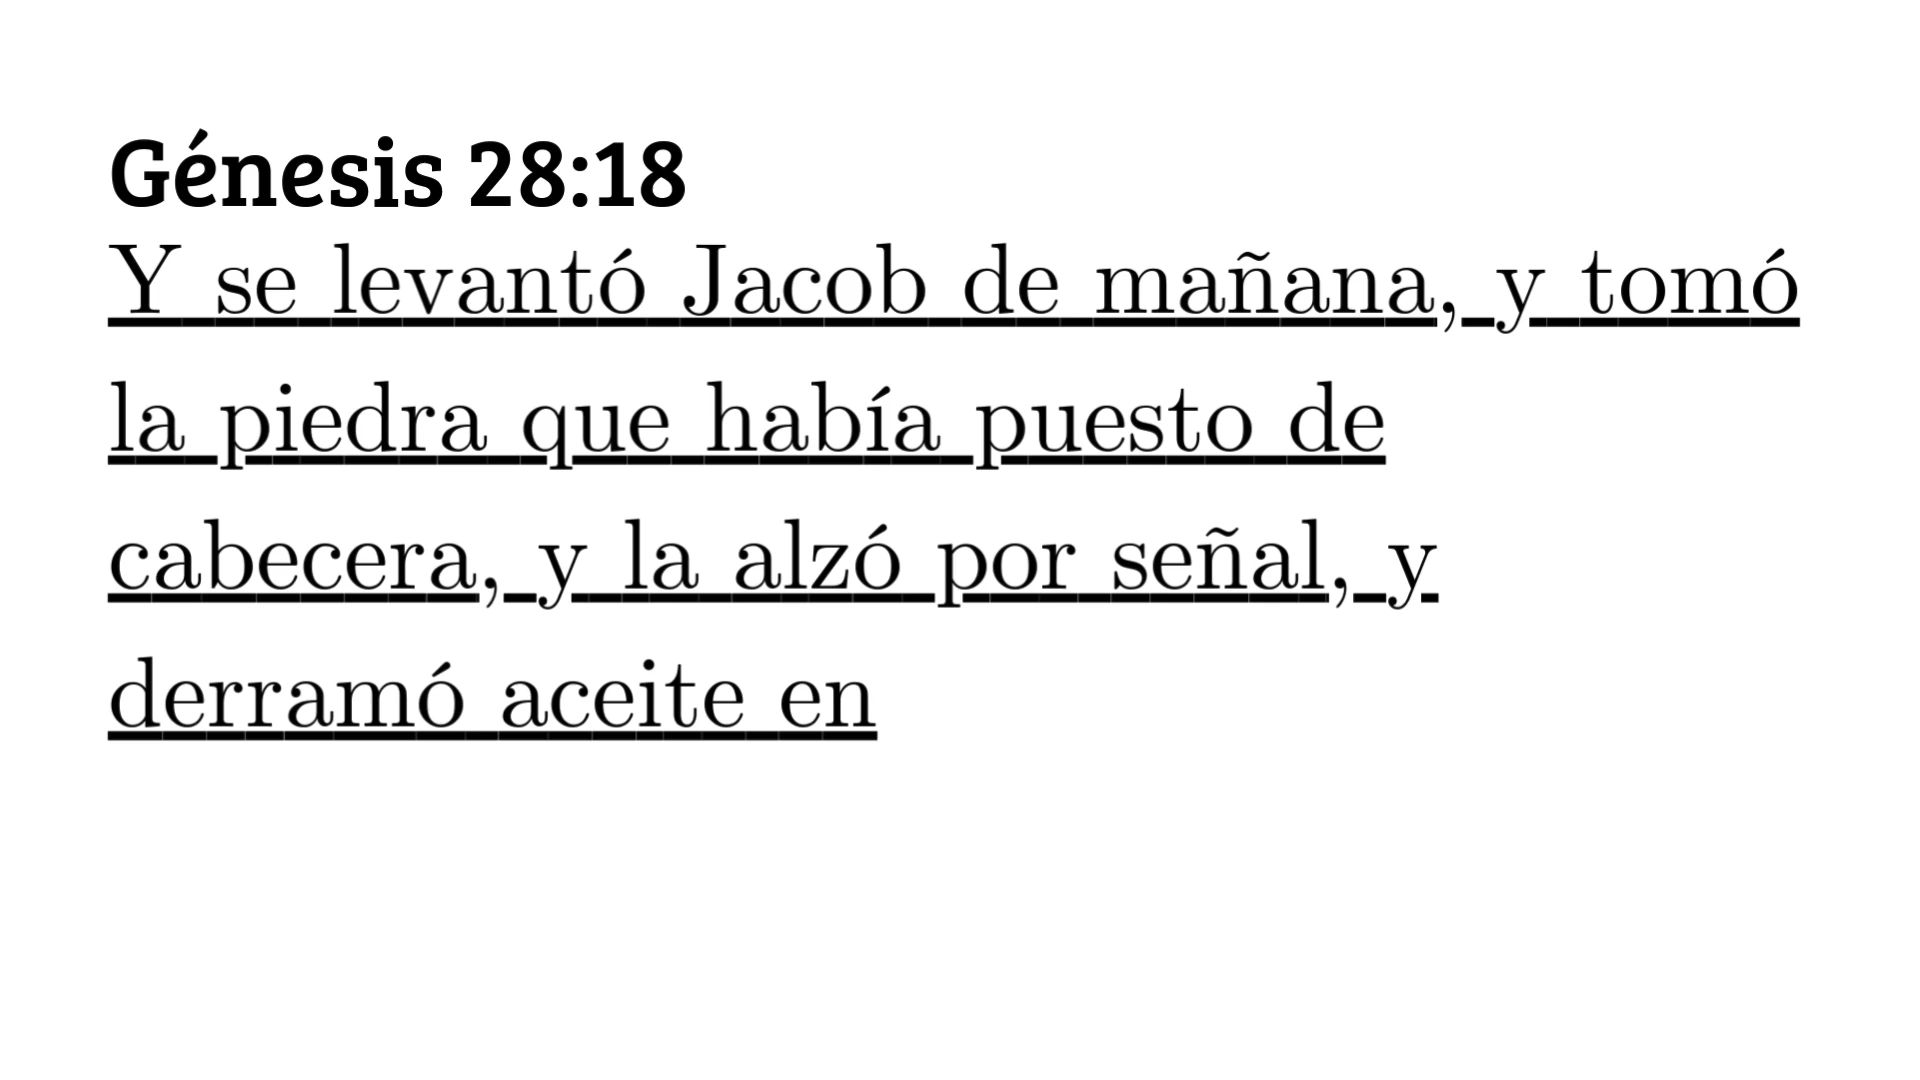 Génesis 28:18
Y se levantó Jacob de mañana, y tomó
la piedra que había puesto de
cabecera, y la alzó por señal, y
derramó aceite en